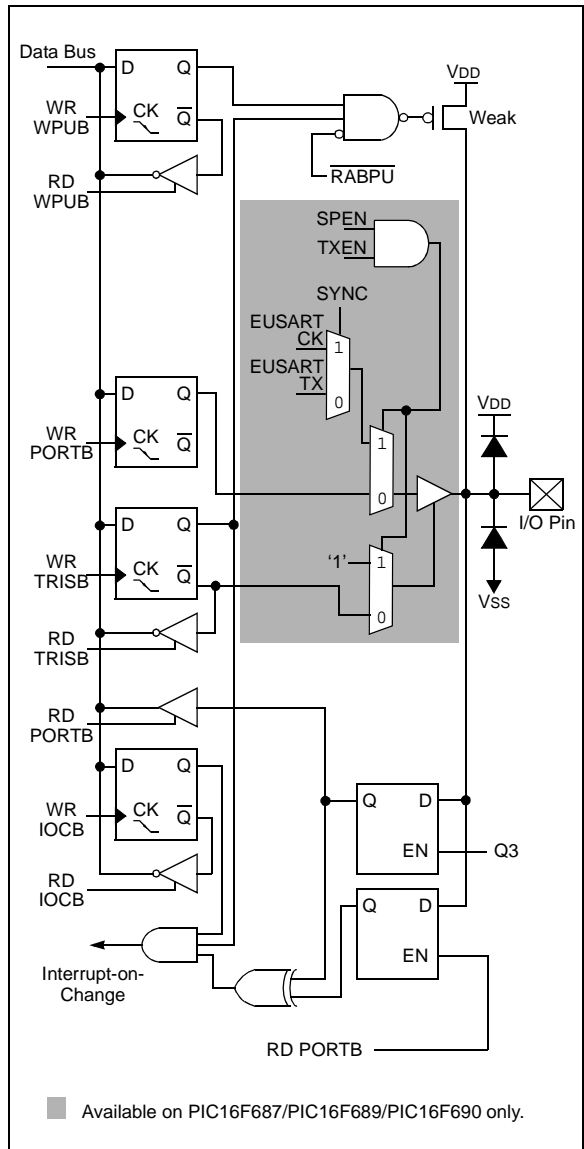 Data Bus
D Q
VDD
WR
WPUB
CK
Q
Weak
RD
WPUB
RABPU
SPEN
TXEN
SYNC
EUSART
CK
1
EUSART
TX
0
D Q
VDD
WR
PORTB
CK
Q
1
0
I/O Pin
D Q
'1'
1
WR
TRISB
CK
Q
VSS
0
RD
TRISB
RD
PORTB
D Q
Q D
WR
IOCB
CK
Q
EN
Q3
RD
IOCB
Q D
EN
Interrupt-on-
Change
RD PORTB
Available on PIC16F687/PIC16F689/PIC16F690 only.